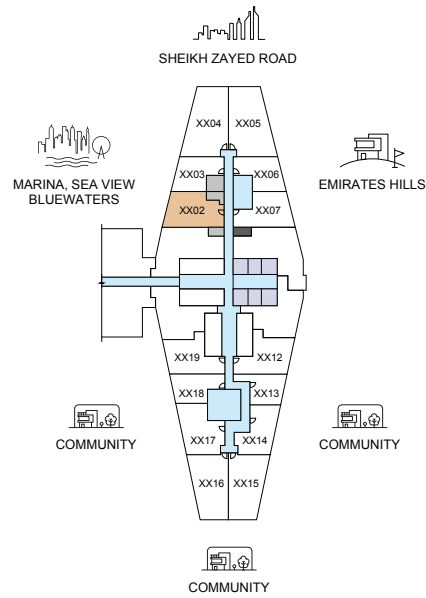 SHEIKH ZAYED ROAD
XX04 XX05
XX03 XX06
MARINA, SEA VIEW
BLUEWATERS
EMIRATES HILLS
XX02 XX07
XX19 XX12
XX18 XX13
COMMUNITY
COMMUNITY
XX17 XX14
XX16 XX15
COMMUNITY